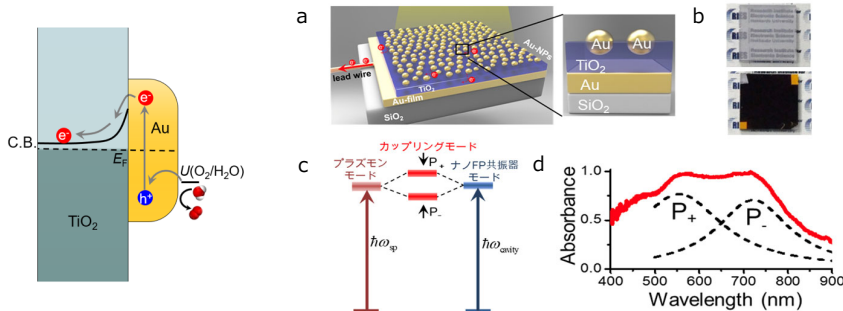 C.B.
e-
e-
Au
E_F
U(O₂/H₂O)
h+
TiO₂
a
Au-NPs
lead wire
TiO₂
Au-film
SiO₂
Au
Au
TiO₂
Au
SiO₂
b
c
カップリングモード
プラズモン
モード
P+
ナノFP共振器
モード
P-
ħω_sp
ħω_cavity
d
Absorbance
1.0
0.5
0.0
P+
P-
400
500
600
700
800
900
Wavelength (nm)